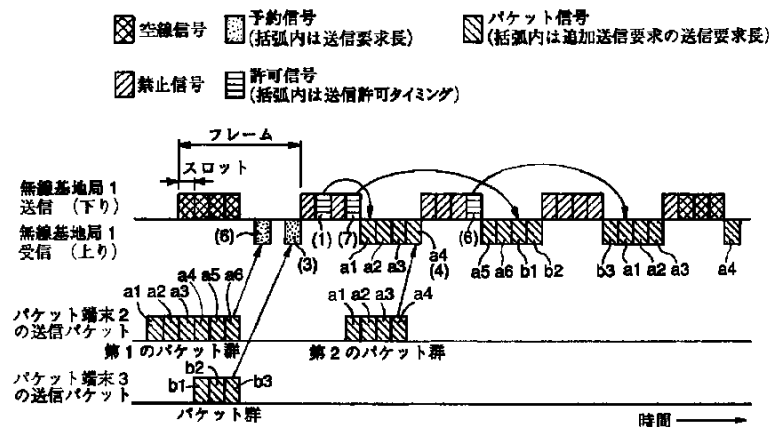 空線信号
予約信号
(括弧内は送信要求長)
パケット信号
(括弧内は追加送信要求の送信要求長)
禁止信号
許可信号
(括弧内は送信許可タイミング)
フレーム
スロット
無線基地局1
送信 (下り)
無線基地局1
受信 (上り)
(6)
(3)
(1)
(7)
a1
a2
a3
a4
(4)
(6)
a5
a6
b1
b2
b3
a1
a2
a3
a4
パケット端末2
の送信パケット
a1
a2
a3
a4
a5
a6
第1のパケット群
a1
a2
a3
a4
第2のパケット群
パケット端末3
の送信パケット
b1
b2
b3
パケット群
時間